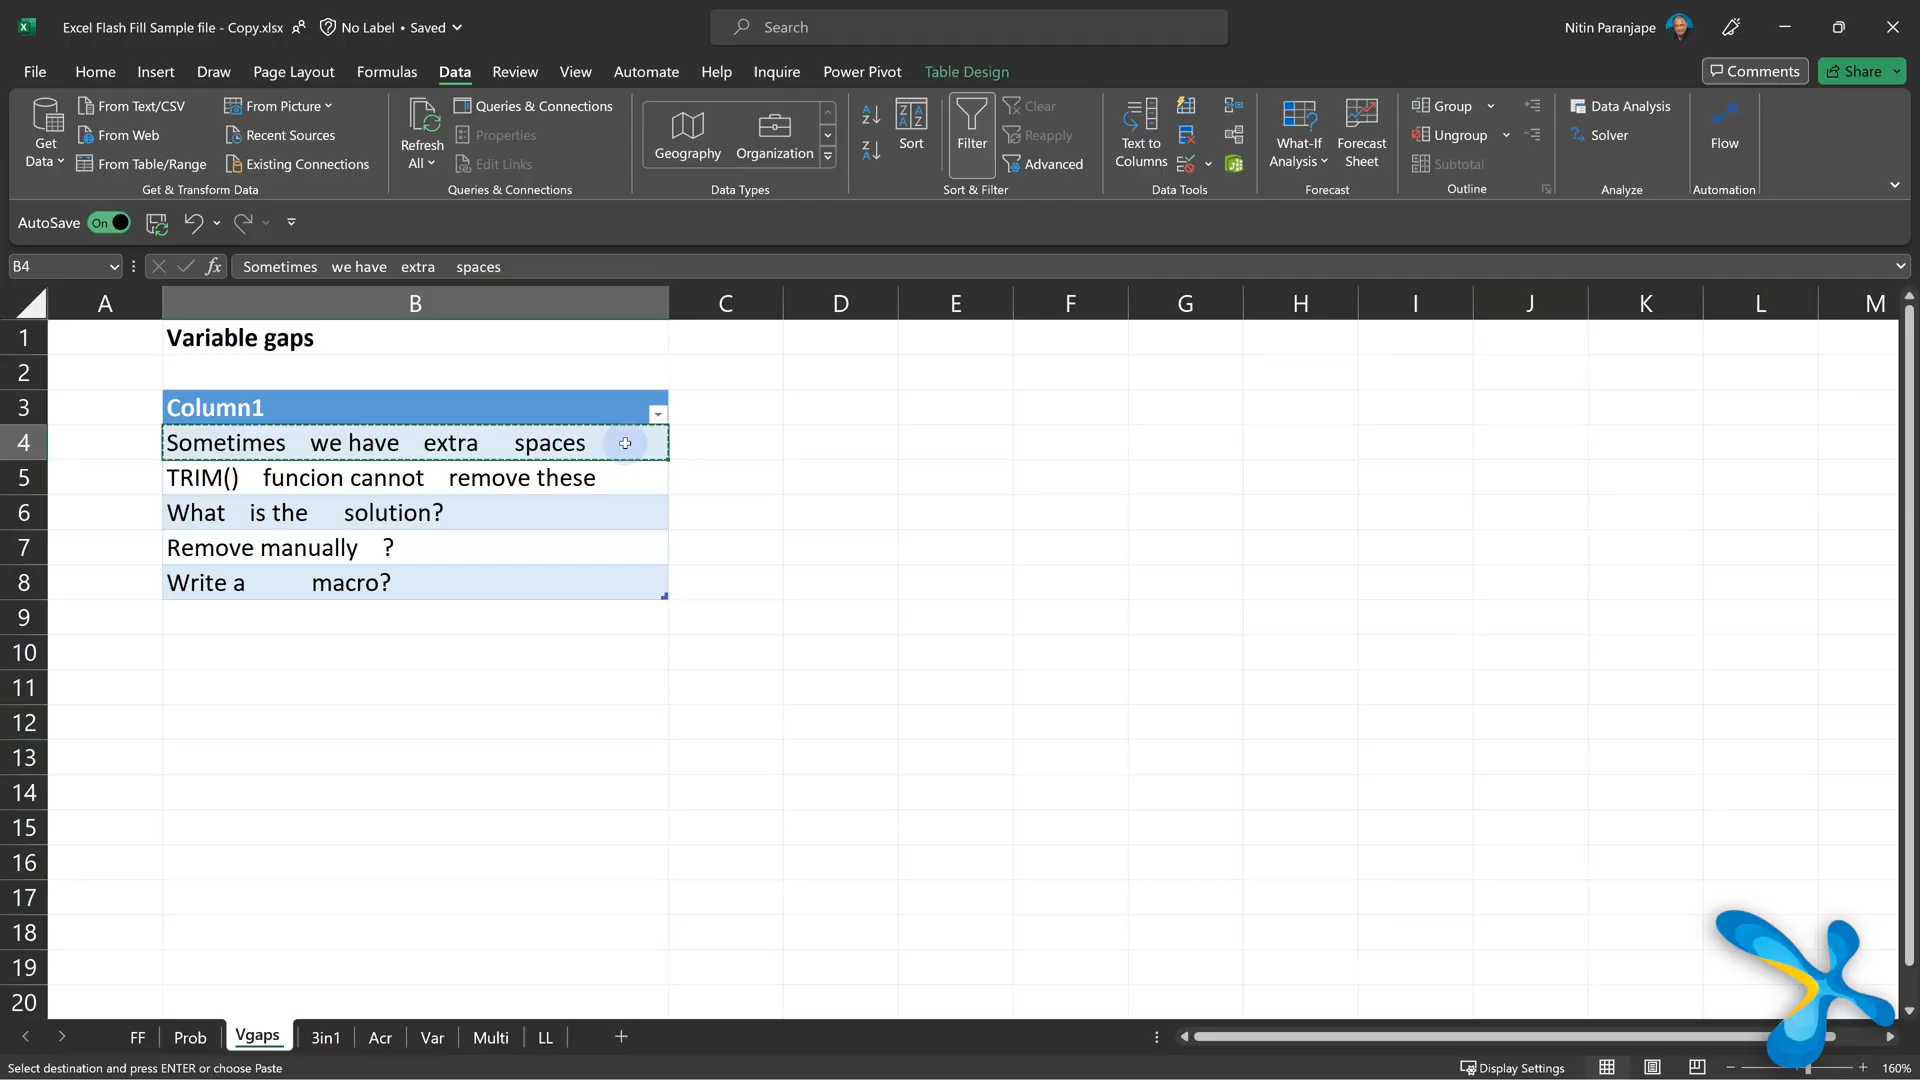 Excel Flash Fill Sample file - Copy.xlsx No Label • Saved
Search
Nitin Paranjape
File Home Insert Draw Page Layout Formulas Data Review View Automate Help Inquire Power Pivot Table Design
Comments Share
Get Data
From Text/CSV
From Web
From Table/Range
From Picture
Recent Sources
Existing Connections
Get & Transform Data
Refresh All
Queries & Connections
Properties
Edit Links
Queries & Connections
Geography
Organization
Data Types
Sort
Filter
Clear
Reapply
Advanced
Sort & Filter
Text to Columns
Data Tools
What-If Analysis
Forecast Sheet
Forecast
Group
Ungroup
Subtotal
Outline
Data Analysis
Solver
Analyze
Flow
Automation
AutoSave On
B4 fx Sometimes we have extra spaces
A B C D E F G H I J K L M
1 Variable gaps
2
3 Column1
4 Sometimes we have extra spaces
5 TRIM() funcion cannot remove these
6 What is the solution?
7 Remove manually ?
8 Write a macro?
9
10
11
12
13
14
15
16
17
18
19
20
FF Prob Vgaps 3in1 Acr Var Multi LL
Select destination and press ENTER or choose Paste
Display Settings
160%